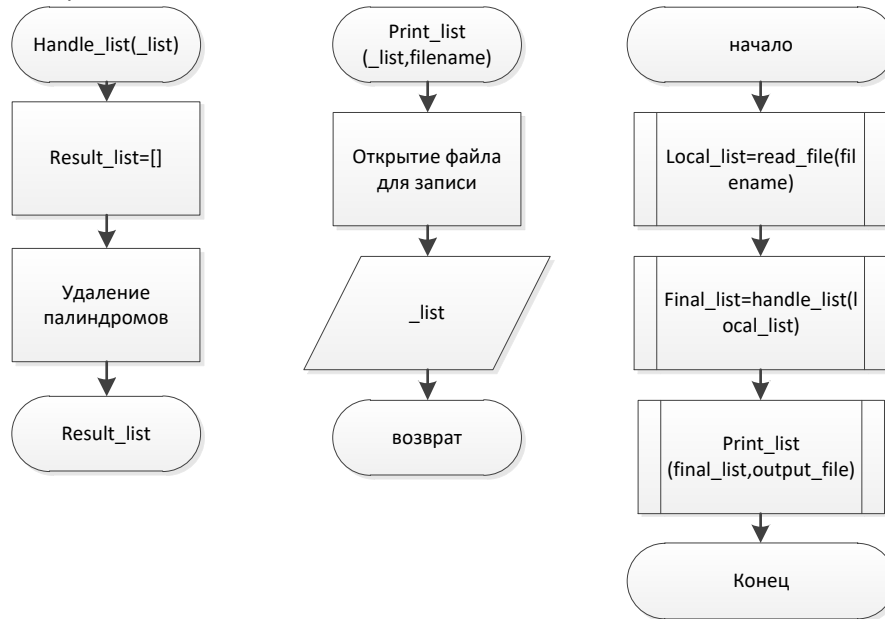 Handle_list(_list)
Result_list=[]
Удаление
палиндромов
Result_list
Print_list
(_list,filename)
Открытие файла
для записи
_list
возврат
начало
Local_list=read_file(fil
ename)
Final_list=handle_list(l
ocal_list)
Print_list
(final_list,output_file)
Конец